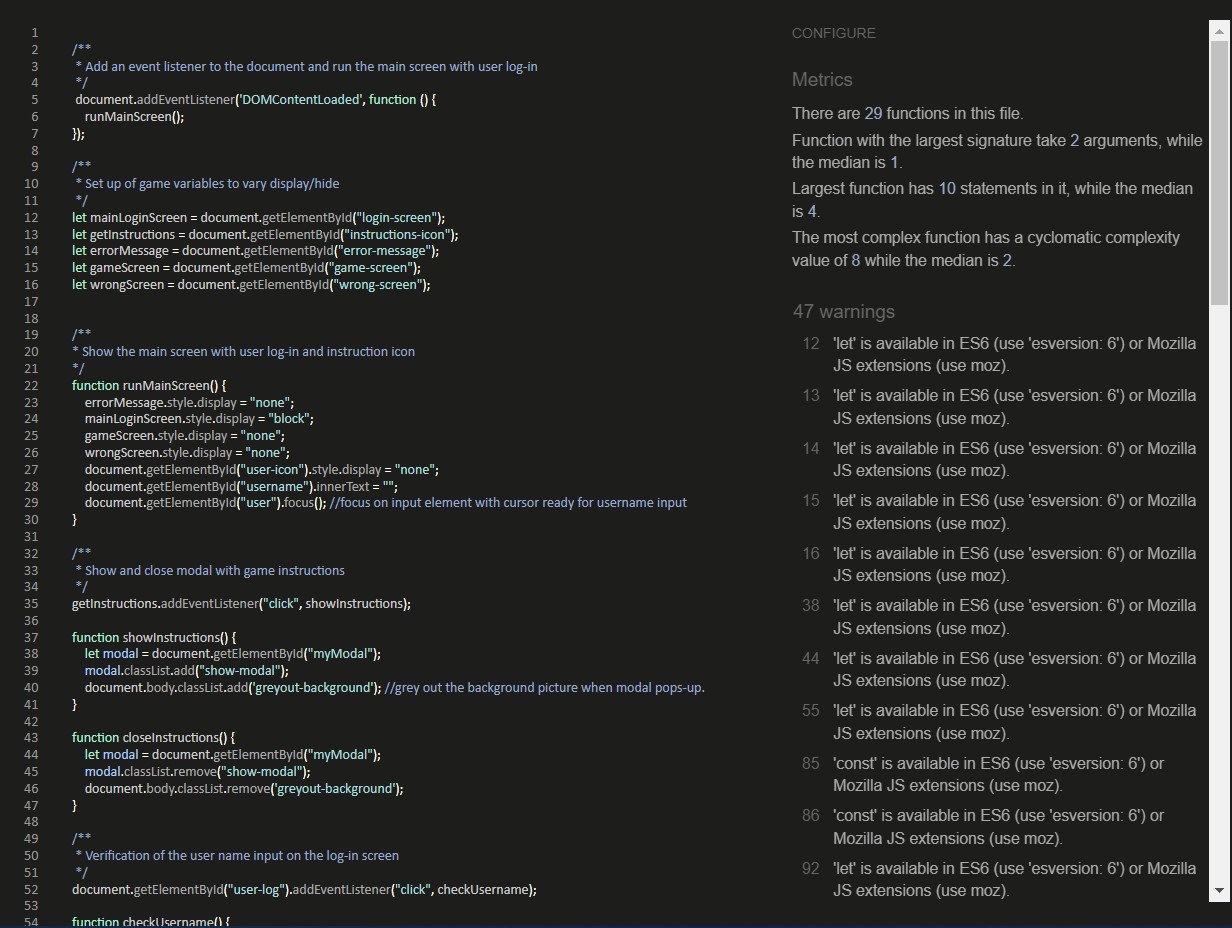 1
2 /**
3 * Add an event listener to the document and run the main screen with user log-in
4 */
5 document.addEventListener('DOMContentLoaded', function () {
6 runMainScreen();
7 });
8
9 /**
10 * Set up of game variables to vary display/hide
11 */
12 let mainLoginScreen = document.getElementById("login-screen");
13 let getInstructions = document.getElementById("instructions-icon");
14 let errorMessage = document.getElementById("error-message");
15 let gameScreen = document.getElementById("game-screen");
16 let wrongScreen = document.getElementById("wrong-screen");
17
18
19 /**
20 * Show the main screen with user log-in and instruction icon
21 */
22 function runMainScreen() {
23 errorMessage.style.display = "none";
24 mainLoginScreen.style.display = "block";
25 gameScreen.style.display = "none";
26 wrongScreen.style.display = "none";
27 document.getElementById("user-icon").style.display = "none";
28 document.getElementById("username").innerText = "";
29 document.getElementById("user").focus(); //focus on input element with cursor ready for username input
30 }
31
32 /**
33 * Show and close modal with game instructions
34 */
35 getInstructions.addEventListener("click", showInstructions);
36
37 function showInstructions() {
38 let modal = document.getElementById("myModal");
39 modal.classList.add("show-modal");
40 document.body.classList.add('greyout-background'); //grey out the background picture when modal pops-up.
41 }
42
43 function closeInstructions() {
44 let modal = document.getElementById("myModal");
45 modal.classList.remove("show-modal");
46 document.body.classList.remove('greyout-background');
47 }
48
49 /**
50 * Verification of the user name input on the log-in screen
51 */
52 document.getElementById("user-log").addEventListener("click", checkUsername);
53
54 function checkUsername() {
CONFIGURE
Metrics
There are 29 functions in this file.
Function with the largest signature take 2 arguments, while
the median is 1.
Largest function has 10 statements in it, while the median
is 4.
The most complex function has a cyclomatic complexity
value of 8 while the median is 2.
47 warnings
12 'let' is available in ES6 (use 'esversion: 6') or Mozilla
JS extensions (use moz).
13 'let' is available in ES6 (use 'esversion: 6') or Mozilla
JS extensions (use moz).
14 'let' is available in ES6 (use 'esversion: 6') or Mozilla
JS extensions (use moz).
15 'let' is available in ES6 (use 'esversion: 6') or Mozilla
JS extensions (use moz).
16 'let' is available in ES6 (use 'esversion: 6') or Mozilla
JS extensions (use moz).
38 'let' is available in ES6 (use 'esversion: 6') or Mozilla
JS extensions (use moz).
44 'let' is available in ES6 (use 'esversion: 6') or Mozilla
JS extensions (use moz).
55 'let' is available in ES6 (use 'esversion: 6') or Mozilla
JS extensions (use moz).
85 'const' is available in ES6 (use 'esversion: 6') or
Mozilla JS extensions (use moz).
86 'const' is available in ES6 (use 'esversion: 6') or
Mozilla JS extensions (use moz).
92 'let' is available in ES6 (use 'esversion: 6') or Mozilla
JS extensions (use moz).